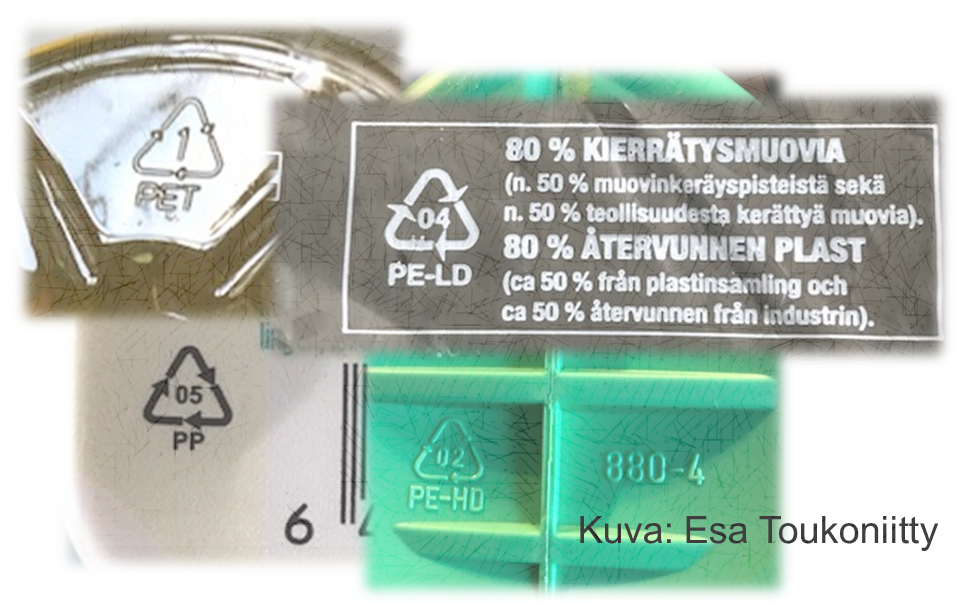 1
PET
04
PE-LD
80 % KIERRÄTYSMUOVIA
(n. 50 % muovinkeräyspisteistä sekä
n. 50 % teollisuudesta kerättyä muovia).
80 % ÅTERVUNNEN PLAST
(ca 50 % från plastinsamling och
ca 50 % återvunnen från industrin).
05
PP
6 4
02
PE-HD
880-4
Kuva: Esa Toukoniitty